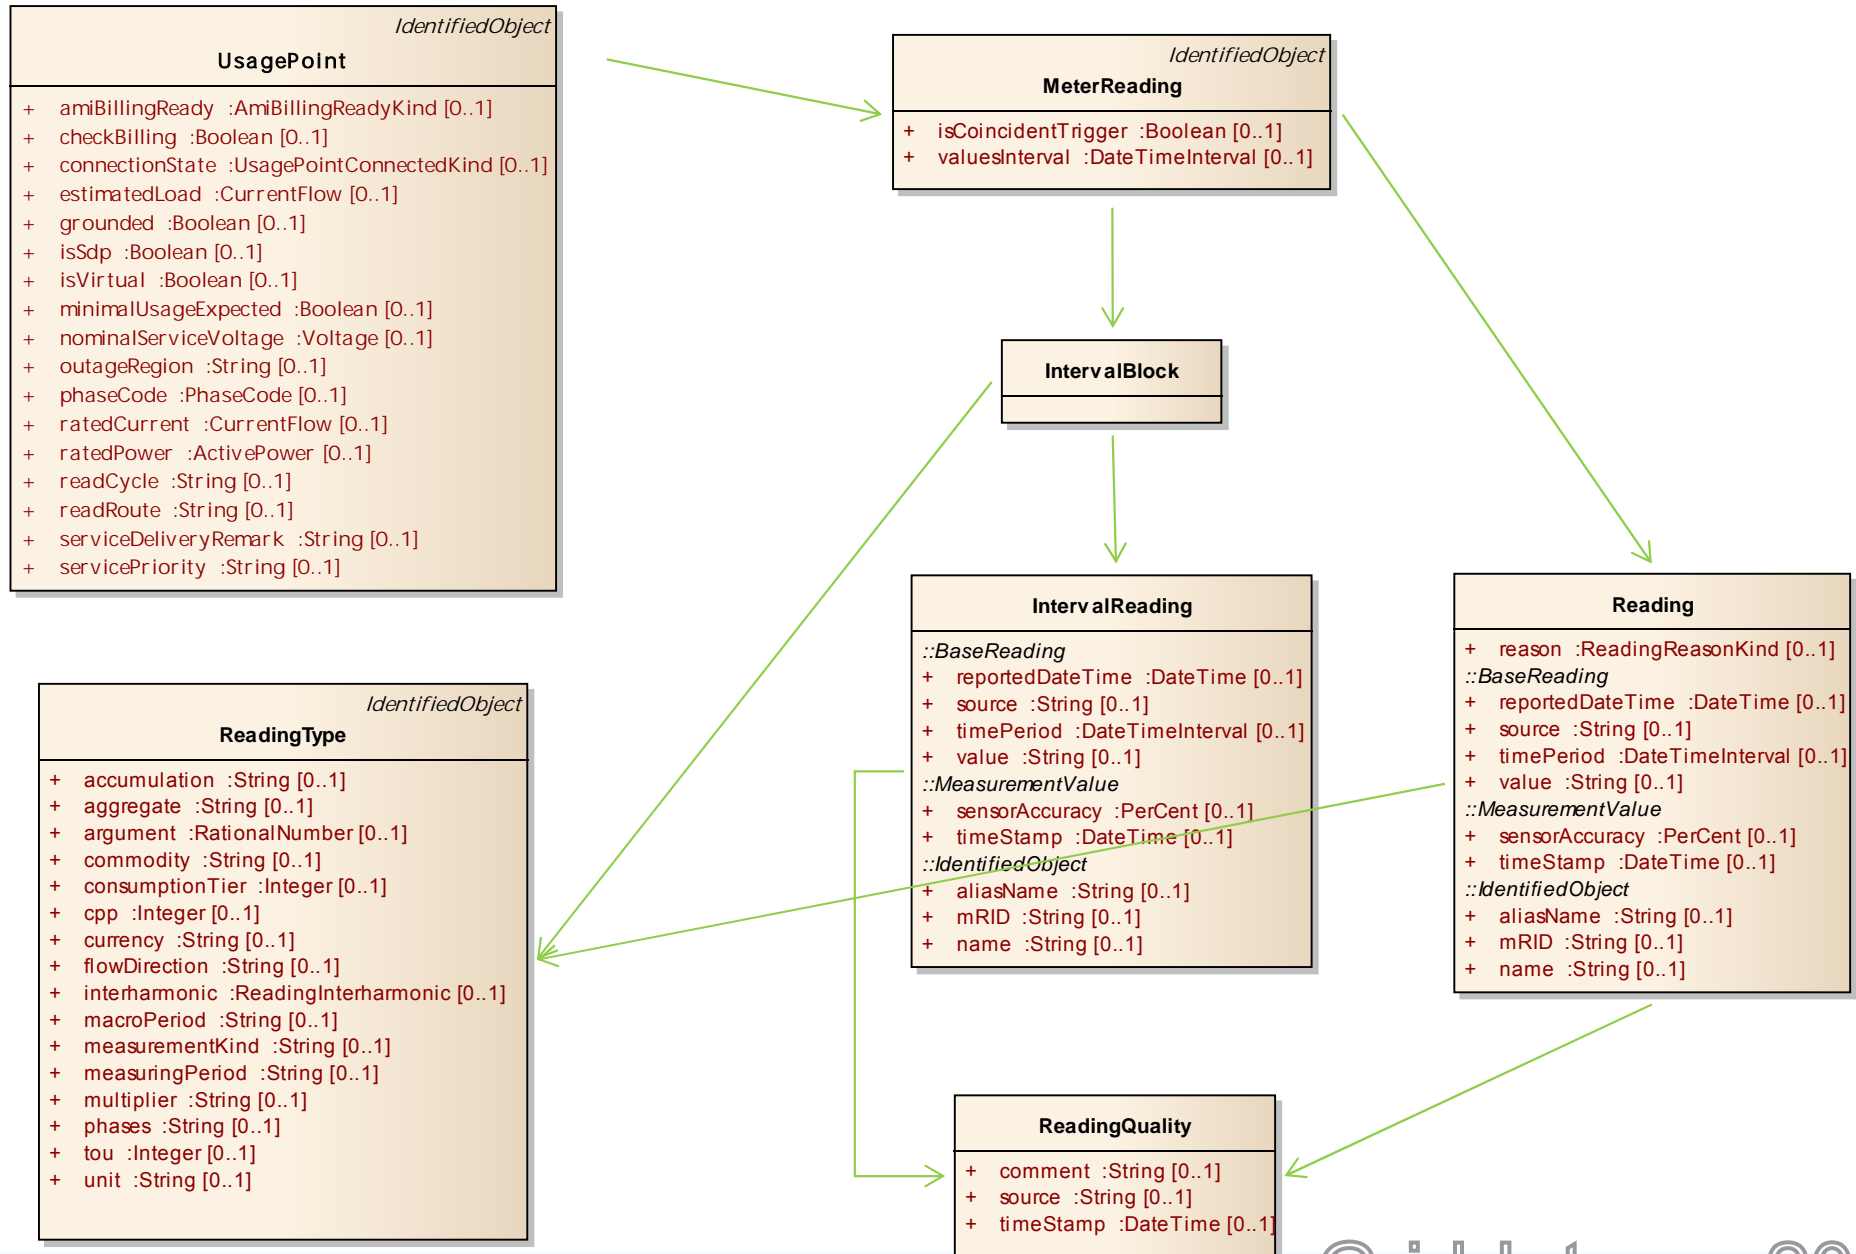 IdentifiedObject
UsagePoint
+ amiBillingReady :AmiBillingReadyKind [0..1]
+ checkBilling :Boolean [0..1]
+ connectionState :UsagePointConnectedKind [0..1]
+ estimatedLoad :CurrentFlow [0..1]
+ grounded :Boolean [0..1]
+ isSdp :Boolean [0..1]
+ isVirtual :Boolean [0..1]
+ minimalUsageExpected :Boolean [0..1]
+ nominalServiceVoltage :Voltage [0..1]
+ outageRegion :String [0..1]
+ phaseCode :PhaseCode [0..1]
+ ratedCurrent :CurrentFlow [0..1]
+ ratedPower :ActivePower [0..1]
+ readCycle :String [0..1]
+ readRoute :String [0..1]
+ serviceDeliveryRemark :String [0..1]
+ servicePriority :String [0..1]
IdentifiedObject
MeterReading
+ isCoincidentTrigger :Boolean [0..1]
+ valuesInterval :DateTimeInterval [0..1]
IntervalBlock
IntervalReading
::BaseReading
+ reportedDateTime :DateTime [0..1]
+ source :String [0..1]
+ timePeriod :DateTimeInterval [0..1]
+ value :String [0..1]
::MeasurementValue
+ sensorAccuracy :PerCent [0..1]
+ timeStamp :DateTime [0..1]
::IdentifiedObject
+ aliasName :String [0..1]
+ mRID :String [0..1]
+ name :String [0..1]
Reading
+ reason :ReadingReasonKind [0..1]
::BaseReading
+ reportedDateTime :DateTime [0..1]
+ source :String [0..1]
+ timePeriod :DateTimeInterval [0..1]
+ value :String [0..1]
::MeasurementValue
+ sensorAccuracy :PerCent [0..1]
+ timeStamp :DateTime [0..1]
::IdentifiedObject
+ aliasName :String [0..1]
+ mRID :String [0..1]
+ name :String [0..1]
IdentifiedObject
ReadingType
+ accumulation :String [0..1]
+ aggregate :String [0..1]
+ argument :RationalNumber [0..1]
+ commodity :String [0..1]
+ consumptionTier :Integer [0..1]
+ cpp :Integer [0..1]
+ currency :String [0..1]
+ flowDirection :String [0..1]
+ interharmonic :ReadingInterharmonic [0..1]
+ macroPeriod :String [0..1]
+ measurementKind :String [0..1]
+ measuringPeriod :String [0..1]
+ multiplier :String [0..1]
+ phases :String [0..1]
+ tou :Integer [0..1]
+ unit :String [0..1]
ReadingQuality
+ comment :String [0..1]
+ source :String [0..1]
+ timeStamp :DateTime [0..1]